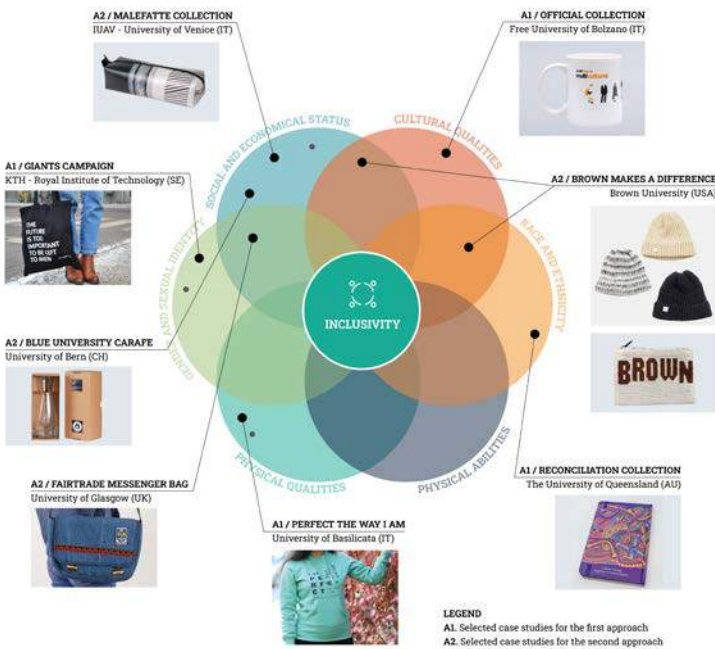 A2 / MALEFATTE COLLECTION
IUAV - University of Venice (IT)
A1 / OFFICIAL COLLECTION
Free University of Bolzano (IT)
A1 / GIANTS CAMPAIGN
KTH - Royal Institute of Technology (SE)
THE
FUTURE
IS TOO
IMPORTANT
TO BE LEFT
TO MEN
A2 / BROWN MAKES A DIFFERENCE
Brown University (USA)
BROWN
SOCIAL AND ECONOMICAL STATUS
CULTURAL QUALITIES
GENDER AND SEXUAL IDENTITY
RACE AND ETHNICITY
INCLUSIVITY
PHYSICAL QUALITIES
PHYSICAL ABILITIES
A2 / BLUE UNIVERSITY CARAFE
University of Bern (CH)
A2 / FAIRTRADE MESSENGER BAG
University of Glasgow (UK)
A1 / PERFECT THE WAY I AM
University of Basilicata (IT)
A1 / RECONCILIATION COLLECTION
The University of Queensland (AU)
LEGEND
A1. Selected case studies for the first approach
A2. Selected case studies for the second approach